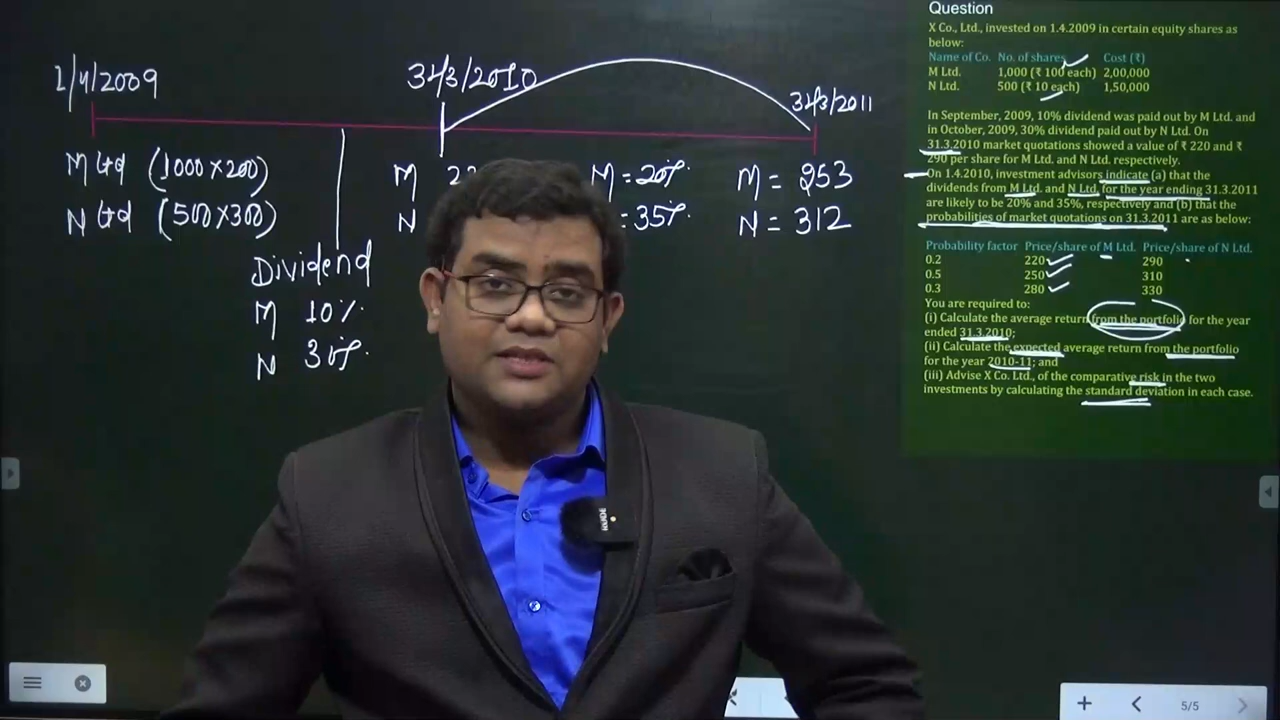 1/4/2009
31/3/2010
31/3/2011
M Ltd (1000×200)
N Ltd (500×300)
M
N
M = 20%
= 35%
M = 253
N = 312
Dividend
M 10%
N 30%
RODE
Question
X Co., Ltd., invested on 1.4.2009 in certain equity shares as
below:
Name of Co. No. of shares Cost (₹)
M Ltd. 1,000 (₹ 100 each) 2,00,000
N Ltd. 500 (₹ 10 each) 1,50,000
In September, 2009, 10% dividend was paid out by M Ltd. and
in October, 2009, 30% dividend paid out by N Ltd. On
31.3.2010 market quotations showed a value of ₹ 220 and ₹
290 per share for M Ltd. and N Ltd. respectively.
On 1.4.2010, investment advisors indicate (a) that the
dividends from M Ltd. and N Ltd. for the year ending 31.3.2011
are likely to be 20% and 35%, respectively and (b) that the
probabilities of market quotations on 31.3.2011 are as below:
Probability factor Price/share of M Ltd. Price/share of N Ltd.
0.2 220 290
0.5 250 310
0.3 280 330
You are required to:
(i) Calculate the average return from the portfolio for the year
ended 31.3.2010;
(ii) Calculate the expected average return from the portfolio
for the year 2010-11; and
(iii) Advise X Co. Ltd., of the comparative risk in the two
investments by calculating the standard deviation in each case.
5/5